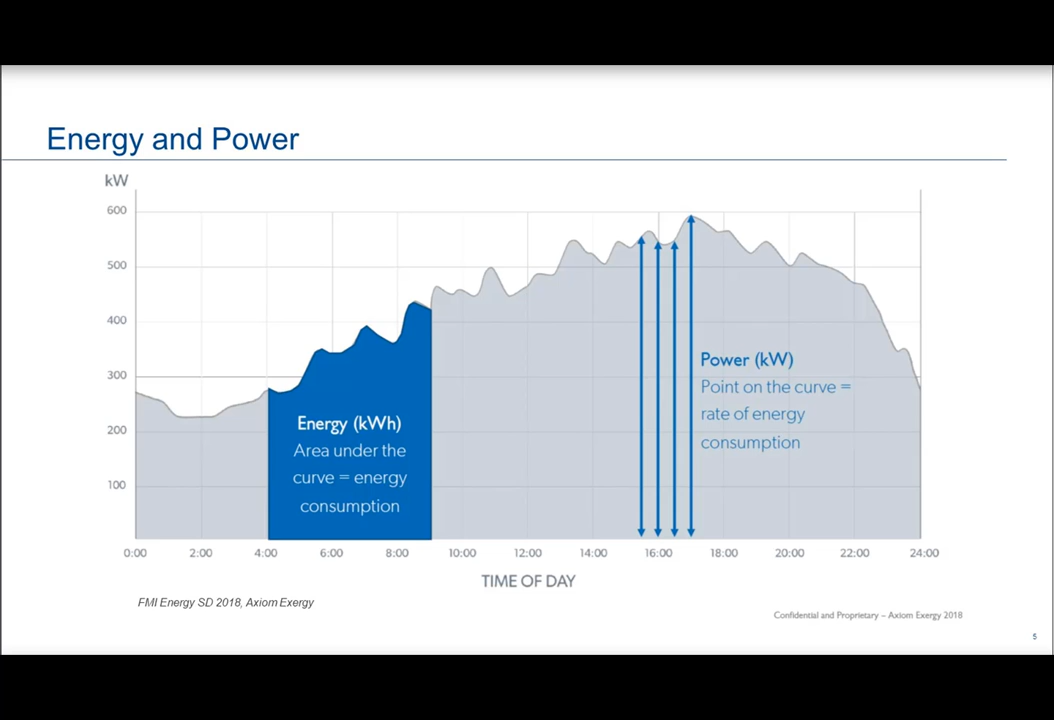 Energy and Power
kW
600
500
400
300
200
100
Energy (kWh)
Area under the
curve = energy
consumption
Power (kW)
Point on the curve =
rate of energy
consumption
0:00 2:00 4:00 6:00 8:00 10:00 12:00 14:00 16:00 18:00 20:00 22:00 24:00
TIME OF DAY
FMI Energy SD 2018, Axiom Exergy
Confidential and Proprietary – Axiom Exergy 2018
5